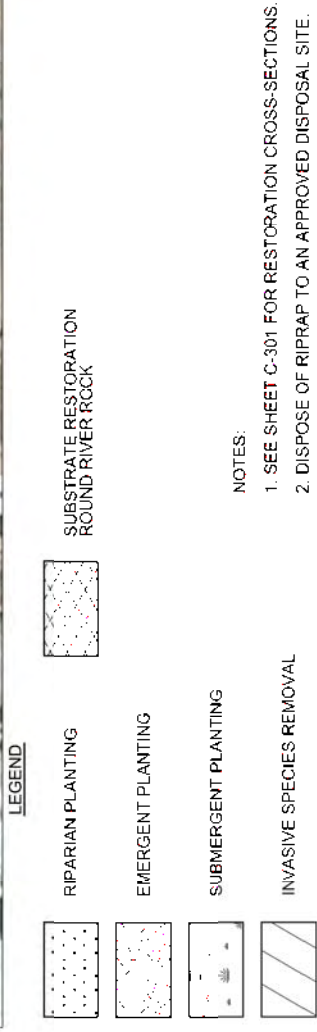 LEGEND
RIPARIAN PLANTING
EMERGENT PLANTING
SUBMERGENT PLANTING
INVASIVE SPECIES REMOVAL
SUBSTRATE RESTORATION
ROUND RIVER ROCK
NOTES:
1. SEE SHEET C-301 FOR RESTORATION CROSS-SECTIONS.
2. DISPOSE OF RIPRAP TO AN APPROVED DISPOSAL SITE.